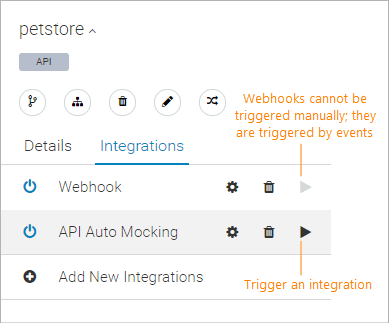 petstore
API
Webhooks cannot be
triggered manually; they
are triggered by events
Details
Integrations
Webhook
API Auto Mocking
Add New Integrations
Trigger an integration